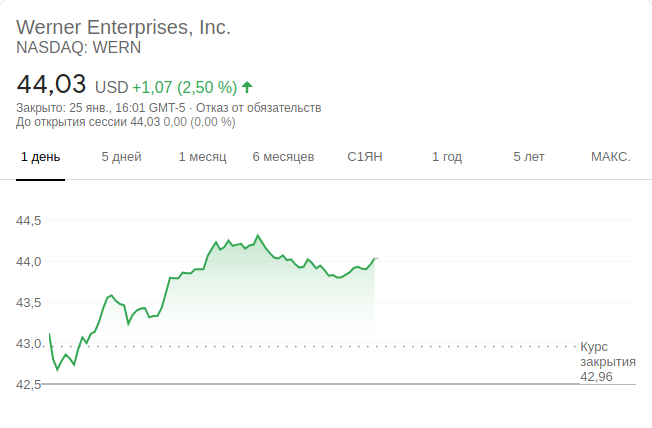 Werner Enterprises, Inc.
NASDAQ: WERN
44,03 USD +1,07 (2,50 %)
Закрыто: 25 янв., 16:01 GMT-5 · Отказ от обязательств
До открытия сессии 44,03 0,00 (0,00 %)
1 день 5 дней 1 месяц 6 месяцев С1ЯН 1 год 5 лет МАКС.
44,5
44,0
43,5
43,0
Курс
закрытия
42,96
42,5